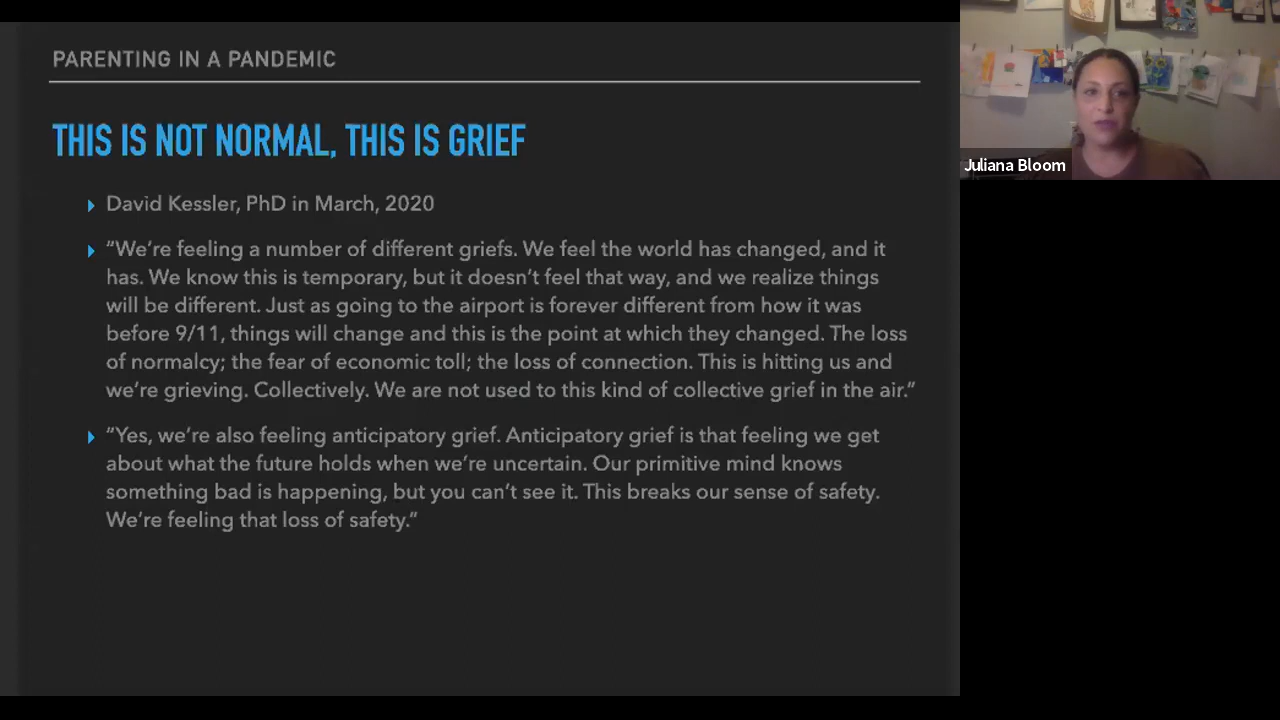 PARENTING IN A PANDEMIC
THIS IS NOT NORMAL, THIS IS GRIEF
David Kessler, PhD in March, 2020
“We’re feeling a number of different griefs. We feel the world has changed, and it
has. We know this is temporary, but it doesn’t feel that way, and we realize things
will be different. Just as going to the airport is forever different from how it was
before 9/11, things will change and this is the point at which they changed. The loss
of normalcy; the fear of economic toll; the loss of connection. This is hitting us and
we’re grieving. Collectively. We are not used to this kind of collective grief in the air.”
“Yes, we’re also feeling anticipatory grief. Anticipatory grief is that feeling we get
about what the future holds when we’re uncertain. Our primitive mind knows
something bad is happening, but you can’t see it. This breaks our sense of safety.
We’re feeling that loss of safety.”
Juliana Bloom